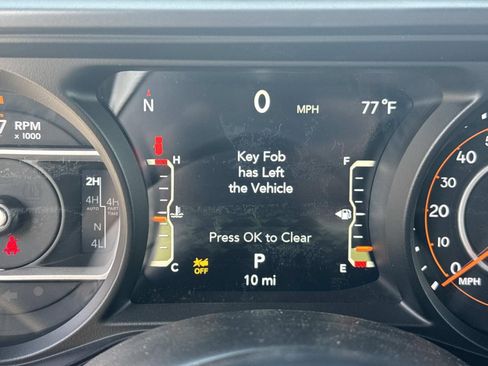 N
0 MPH
77°F
7 RPM
x 1000
H
Key Fob
has Left
the Vehicle
F
2H
4H 4H
AUTO PART TIME
N
4L
Press OK to Clear
C
OFF
P
10 mi
E
40
30
20
10
0
MPH